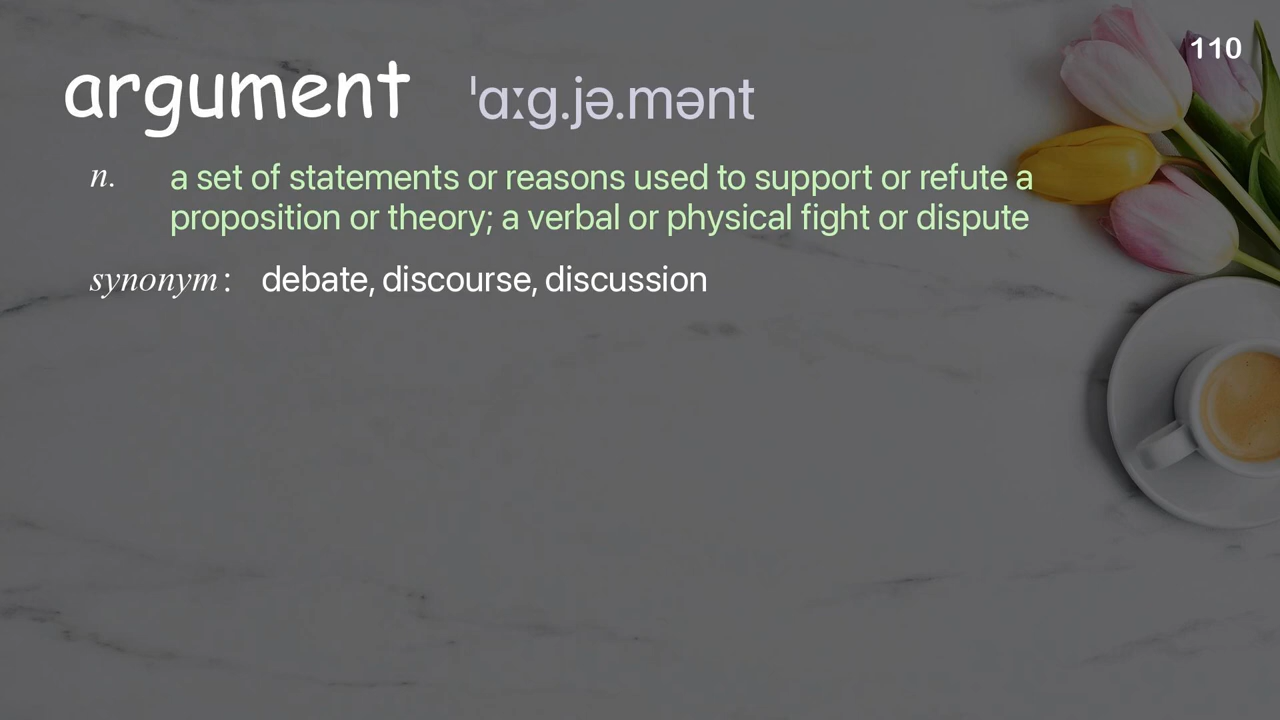 110
argument ˈɑːg.jə.mənt
n. a set of statements or reasons used to support or refute a
proposition or theory; a verbal or physical fight or dispute
synonym: debate, discourse, discussion